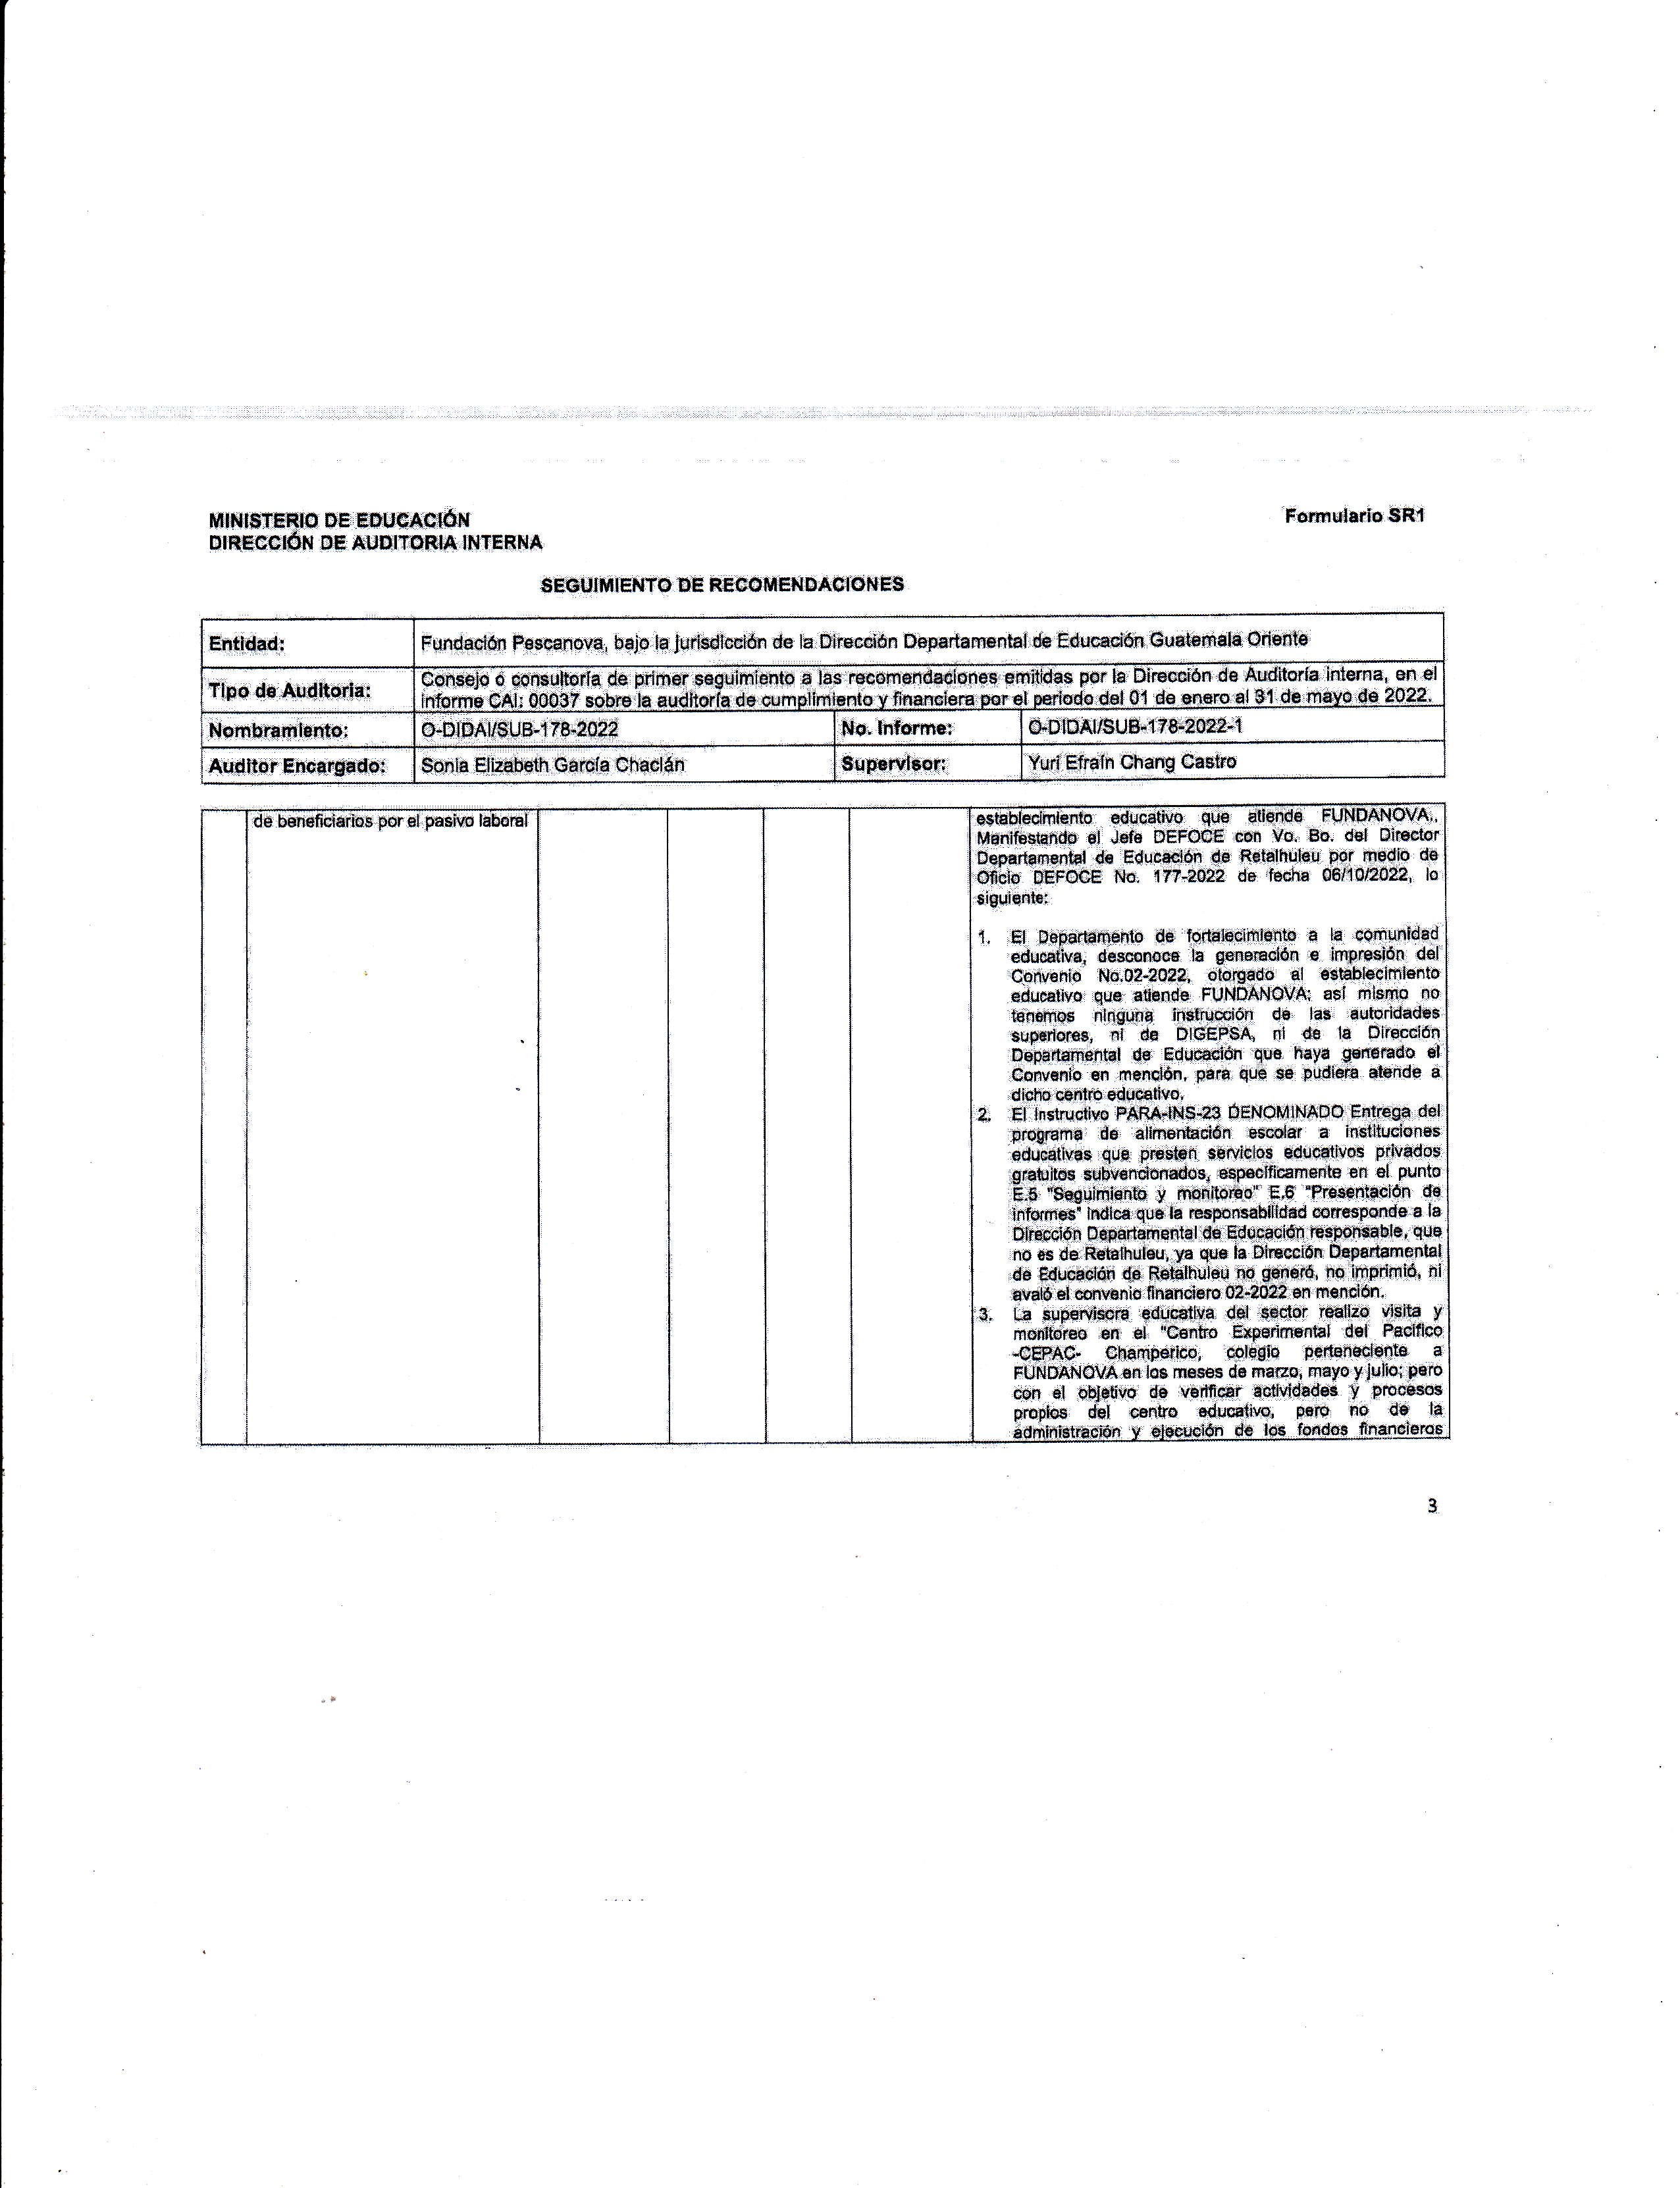 MINISTERIO DE EDUCACIÓN
DIRECCIÓN DE AUDITORIA INTERNA
Formulario SR1
SEGUIMIENTO DE RECOMENDACIONES
Entidad: Fundación Pescanova, bajo la jurisdicción de la Dirección Departamental de Educación Guatemala Oriente
Tipo de Auditoria: Consejo o consultoría de primer seguimiento a las recomendaciones emitidas por la Dirección de Auditoría interna, en el
informe CAI: 00037 sobre la auditoría de cumplimiento y financiera por el periodo del 01 de enero al 31 de mayo de 2022.
Nombramiento: O-DIDAI/SUB-178-2022 No. Informe: O-DIDAI/SUB-178-2022-1
Auditor Encargado: Sonia Elizabeth García Chaclán Supervisor: Yuri Efraín Chang Castro
de beneficiarios por el pasivo laboral
establecimiento educativo que atiende FUNDANOVA,.
Manifestando el Jefe DEFOCE con Vo. Bo. del Director
Departamental de Educación de Retalhuleu por medio de
Oficio DEFOCE No. 177-2022 de fecha 06/10/2022, lo
siguiente:
1. El Departamento de fortalecimiento a la comunidad
educativa, desconoce la generación e impresión del
Convenio No.02-2022, otorgado al establecimiento
educativo que atiende FUNDANOVA; así mismo no
tenemos ninguna instrucción de las autoridades
superiores, ni de DIGEPSA, ni de la Dirección
Departamental de Educación que haya generado el
Convenio en mención, para que se pudiera atende a
dicho centro educativo.
2. El Instructivo PARA-INS-23 DENOMINADO Entrega del
programa de alimentación escolar a instituciones
educativas que presten servicios educativos privados
gratuitos subvencionados, específicamente en el punto
E.5 "Seguimiento y monitoreo" E.6 "Presentación de
informes" indica que la responsabilidad corresponde a la
Dirección Departamental de Educación responsable, que
no es de Retalhuleu, ya que la Dirección Departamental
de Educación de Retalhuleu no generó, no imprimió, ni
avaló el convenio financiero 02-2022 en mención.
3. La supervisora educativa del sector realizo visita y
monitoreo en el "Centro Experimental del Pacifico
-CEPAC- Champerico, colegio perteneciente a
FUNDANOVA en los meses de marzo, mayo y julio; pero
con el objetivo de verificar actividades y procesos
propios del centro educativo, pero no de la
administración y ejecución de los fondos financieros
3